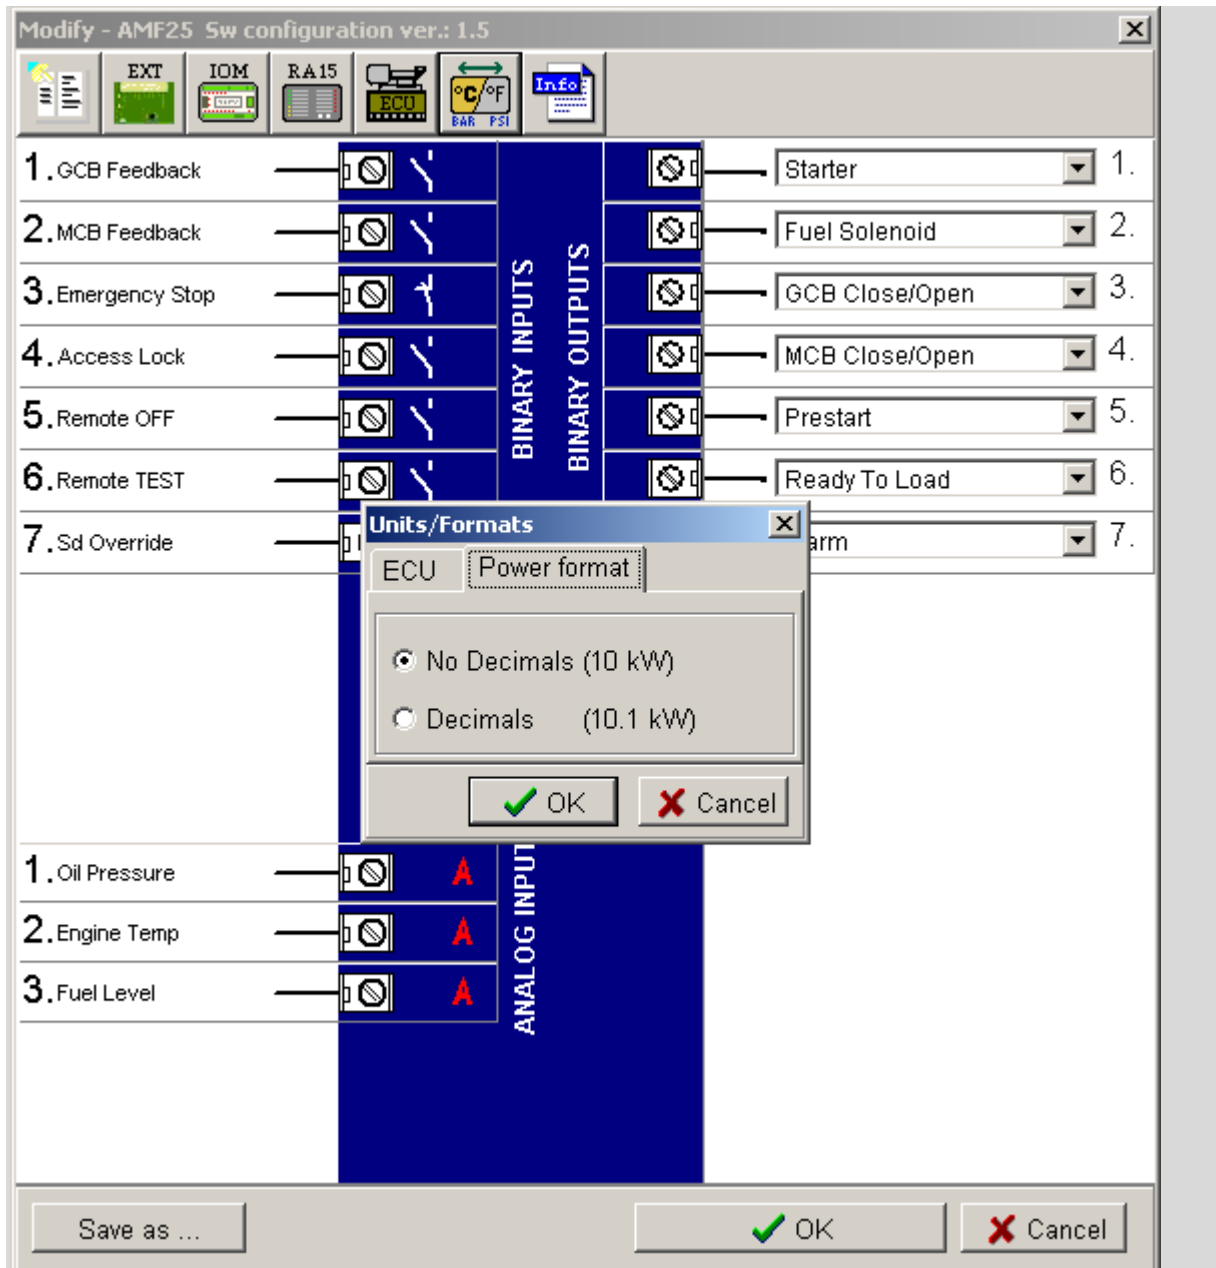 Modify - AMF25 Sw configuration ver.: 1.5
EXT IOM RA15 ECU °C/°F BAR PSI Info
1. GCB Feedback Starter 1.
2. MCB Feedback Fuel Solenoid 2.
3. Emergency Stop GCB Close/Open 3.
4. Access Lock MCB Close/Open 4.
5. Remote OFF Prestart 5.
6. Remote TEST Ready To Load 6.
7. Sd Override arm 7.
BINARY INPUTS
BINARY OUTPUTS
Units/Formats
ECU Power format
No Decimals (10 kW)
Decimals (10.1 kW)
OK Cancel
1. Oil Pressure A
2. Engine Temp A
3. Fuel Level A
ANALOG INPUT
Save as ... OK Cancel